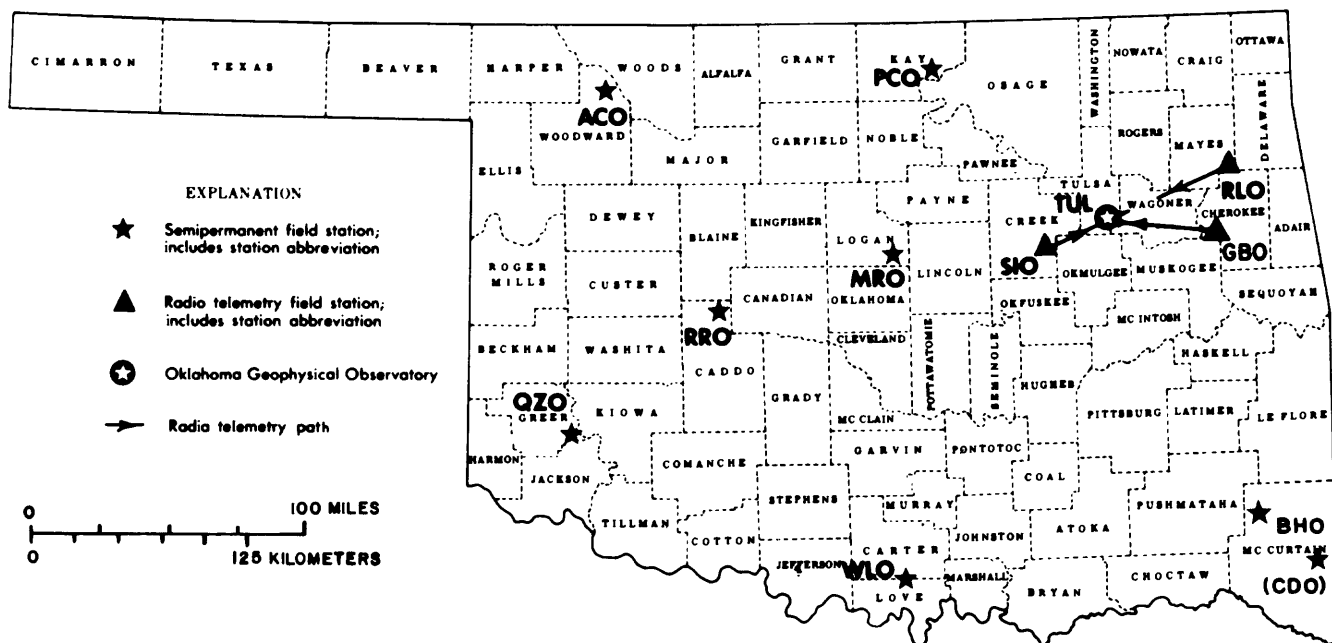 CIMARRON
TEXAS
BEAVER
HARPER
WOODS
ALFALFA
GRANT
KAY
PCO
OSAGE
WASHINGTON
NOWATA
CRAIG
OTTAWA
ACO
WOODWARD
MAJOR
GARFIELD
NOBLE
PAWNEE
ROGERS
MAYES
DELAWARE
ELLIS
DEWEY
BLAINE
KINGFISHER
LOGAN
PAYNE
CREEK
TULSA
TUL
WAGONER
RLO
CHEROKEE
ADAIR
GBO
SIO
MRO
LINCOLN
OKMULGEE
MUSKOGEE
SEQUOYAH
ROGER
MILLS
CUSTER
CANADIAN
OKLAHOMA
OKFUSKEE
MC INTOSH
RRO
CLEVELAND
POTTAWATOMIE
SEMINOLE
HASKELL
BECKHAM
WASHITA
CADDO
GRADY
HUGHES
PITTSBURG
LATIMER
LE FLORE
QZO
GREER
KIOWA
MC CLAIN
HARMON
JACKSON
COMANCHE
GARVIN
PONTOTOC
COAL
STEPHENS
MURRAY
PUSHMATAHA
TILLMAN
COTTON
JOHNSTON
ATOKA
BHO
JEFFERSON
WLO
CARTER
MARSHALL
MC CURTAIN
LOVE
BRYAN
CHOCTAW
(CDO)
EXPLANATION
Semipermanent field station;
includes station abbreviation
Radio telemetry field station;
includes station abbreviation
Oklahoma Geophysical Observatory
Radia telemetry path
0 100 MILES
0 125 KILOMETERS